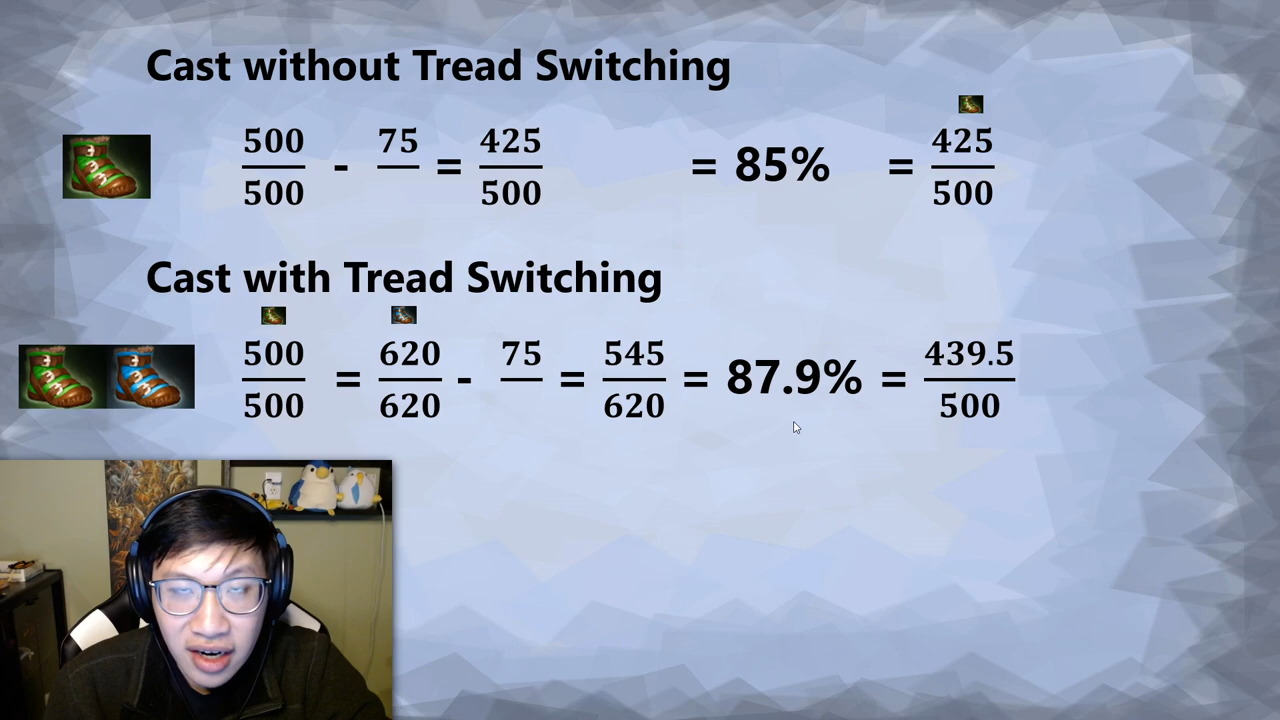 Cast without Tread Switching
500/500 - 75/ = 425/500 = 85% = 425/500
Cast with Tread Switching
500/500 = 620/620 - 75/ = 545/620 = 87.9% = 439.5/500